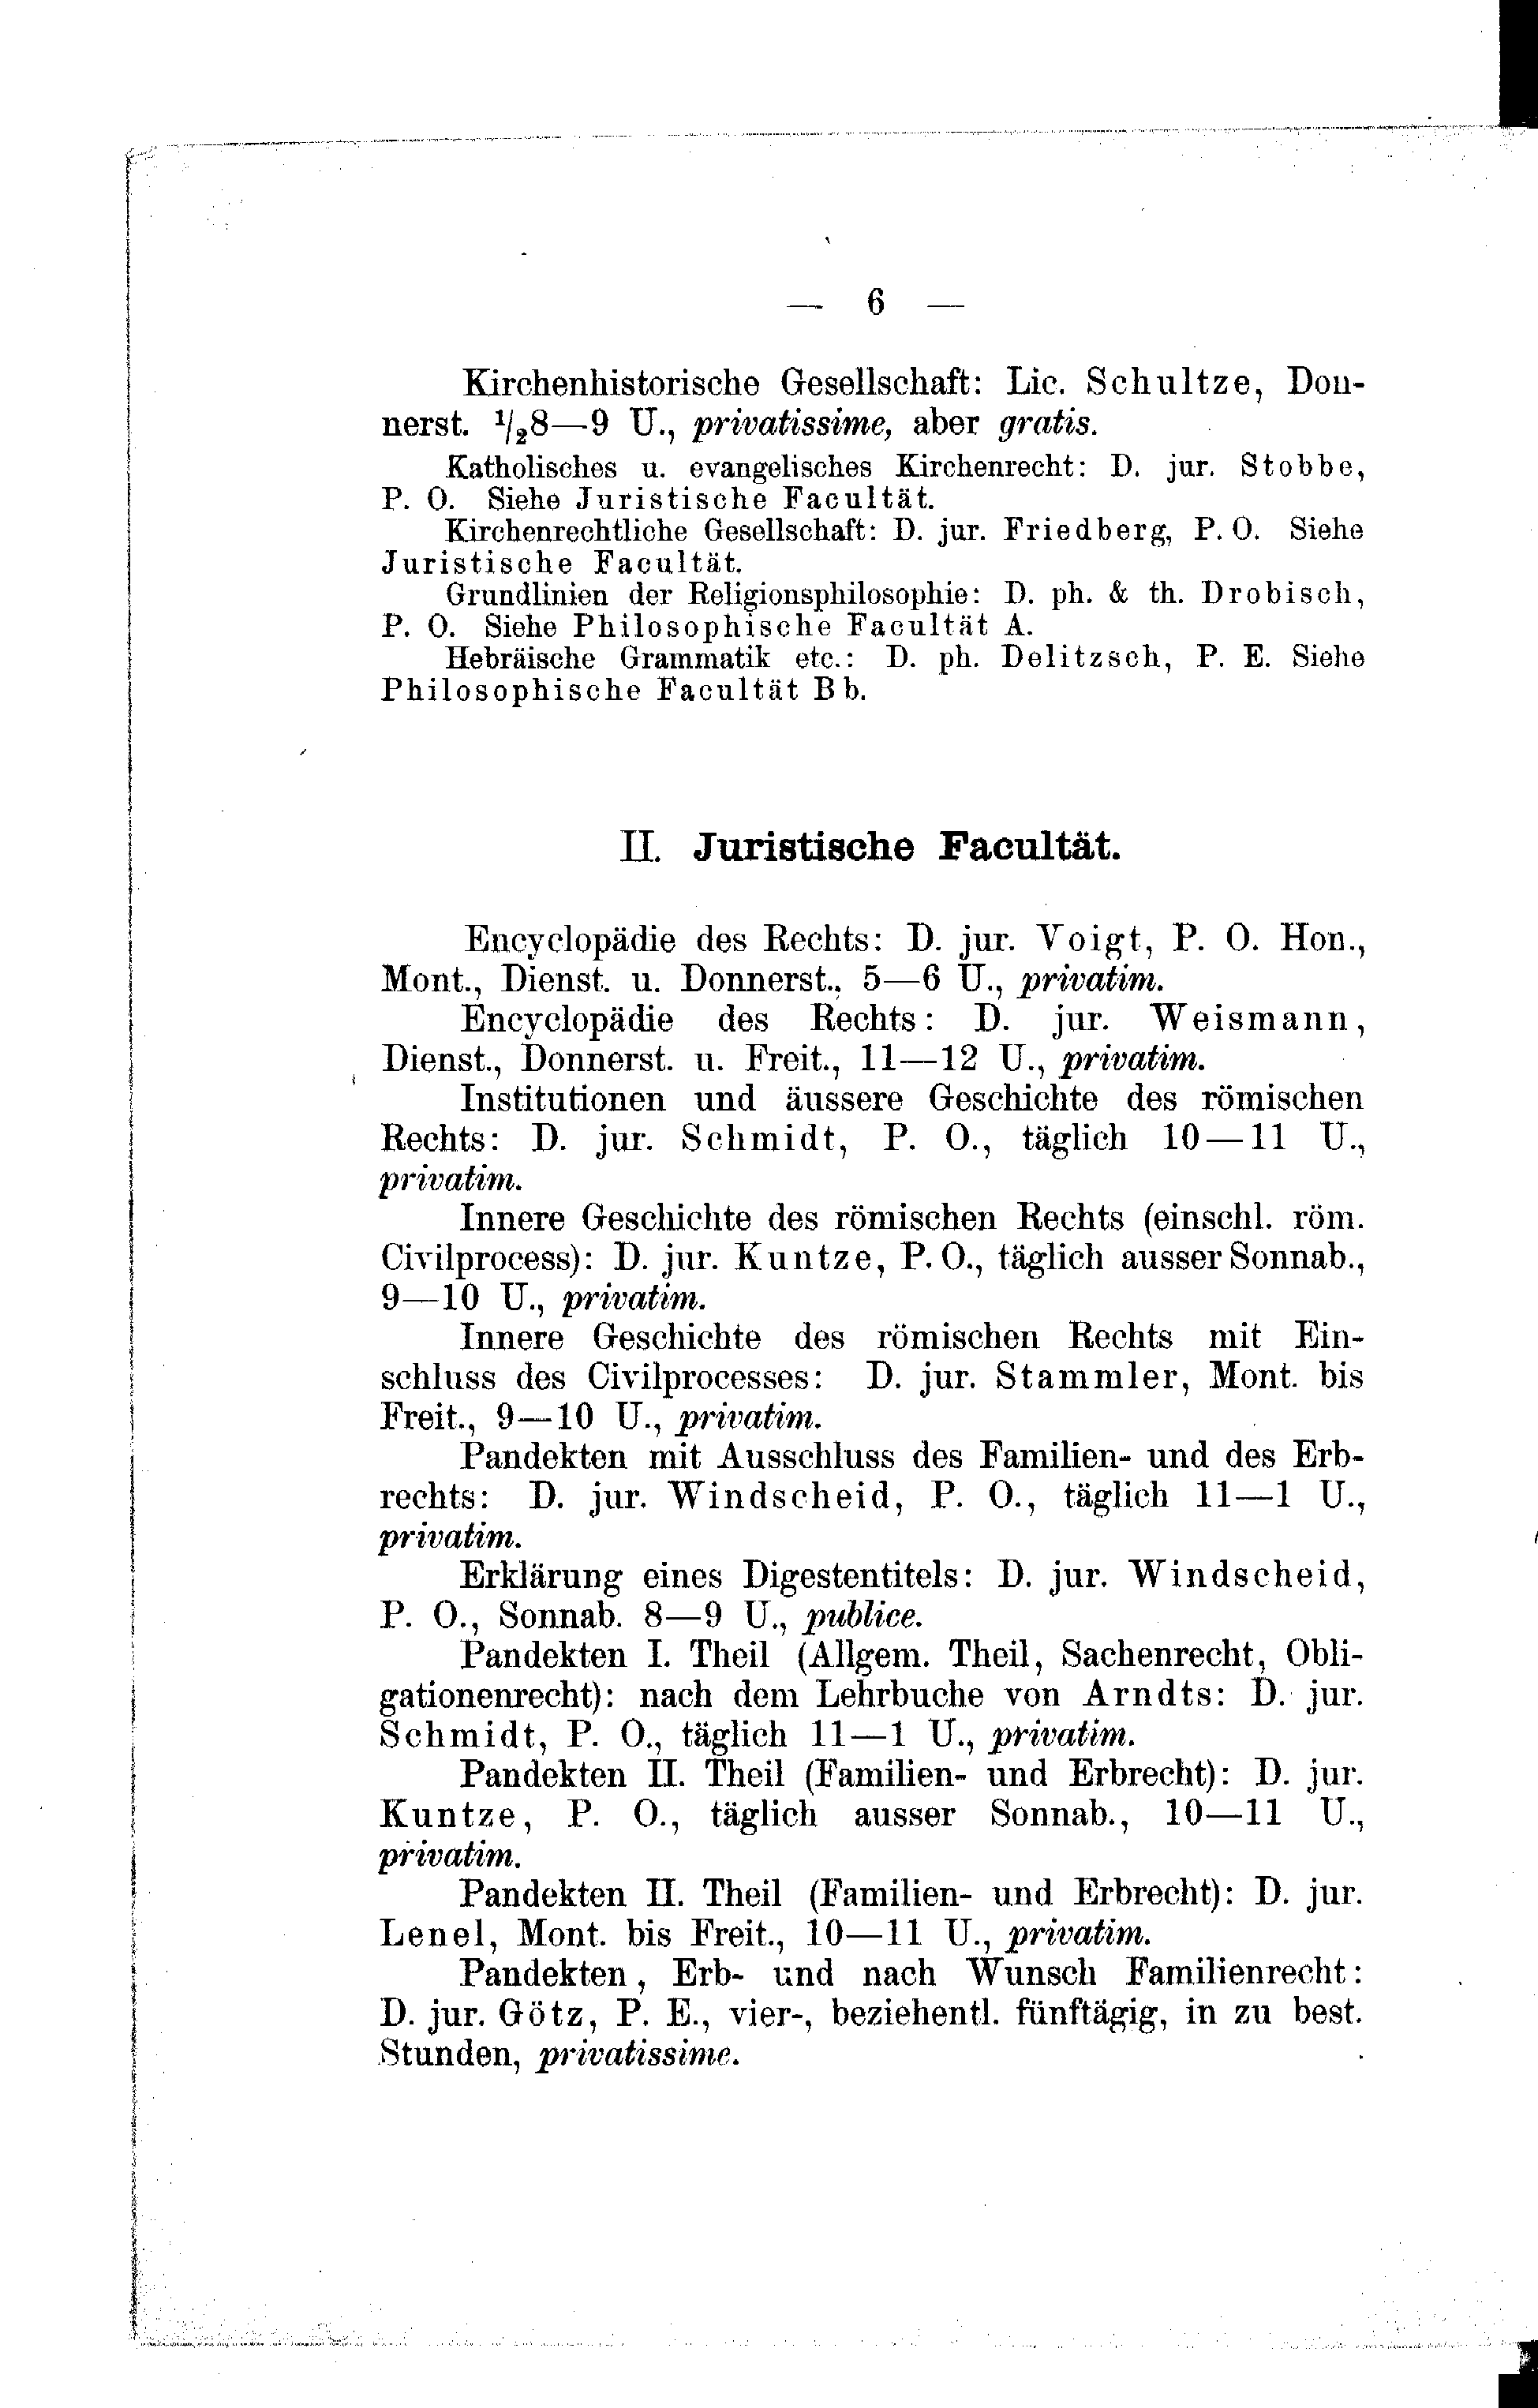 — 6 —
Kirchenhistorische Gesellschaft: Lic. Schultze, Don-
nerst. ½8—9 U., privatissime, aber gratis.
Katholisches u. evangelisches Kirchenrecht: D. jur. Stobbe,
P. O. Siehe Juristische Facultät.
Kirchenrechtliche Gesellschaft: D. jur. Friedberg, P. O. Siehe
Juristische Facultät.
Grundlinien der Religionsphilosophie: D. ph. & th. Drobisch,
P. O. Siehe Philosophische Facultät A.
Hebräische Grammatik etc.: D. ph. Delitzsch, P. E. Siehe
Philosophische Facultät B b.
II. Juristische Facultät.
Encyclopädie des Rechts: D. jur. Voigt, P. O. Hon.,
Mont., Dienst. u. Donnerst., 5—6 U., privatim.
Encyclopädie des Rechts: D. jur. Weismann,
Dienst., Donnerst. u. Freit., 11—12 U., privatim.
Institutionen und äussere Geschichte des römischen
Rechts: D. jur. Schmidt, P. O., täglich 10—11 U.,
privatim.
Innere Geschichte des römischen Rechts (einschl. röm.
Civilprocess): D. jur. Kuntze, P. O., täglich ausser Sonnab.,
9—10 U., privatim.
Innere Geschichte des römischen Rechts mit Ein-
schluss des Civilprocesses: D. jur. Stammler, Mont. bis
Freit., 9—10 U., privatim.
Pandekten mit Ausschluss des Familien- und des Erb-
rechts: D. jur. Windscheid, P. O., täglich 11—1 U.,
privatim.
Erklärung eines Digestentitels: D. jur. Windscheid,
P. O., Sonnab. 8—9 U., publice.
Pandekten I. Theil (Allgem. Theil, Sachenrecht, Obli-
gationenrecht): nach dem Lehrbuche von Arndts: D. jur.
Schmidt, P. O., täglich 11—1 U., privatim.
Pandekten II. Theil (Familien- und Erbrecht): D. jur.
Kuntze, P. O., täglich ausser Sonnab., 10—11 U.,
privatim.
Pandekten II. Theil (Familien- und Erbrecht): D. jur.
Lenel, Mont. bis Freit., 10—11 U., privatim.
Pandekten, Erb- und nach Wunsch Familienrecht:
D. jur. Götz, P. E., vier-, beziehentl. fünftägig, in zu best.
Stunden, privatissime.